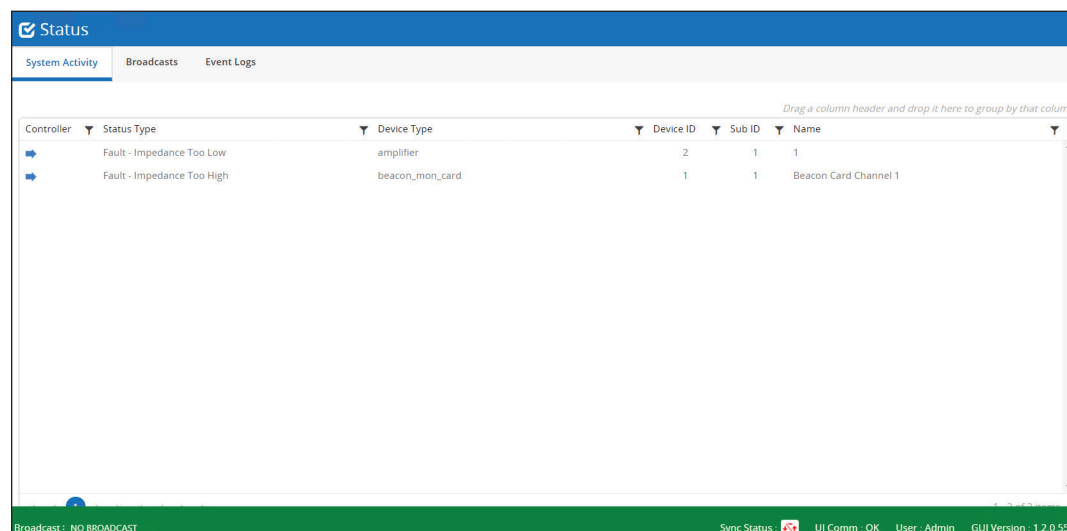 Status
System Activity Broadcasts Event Logs
Drag a column header and drop it here to group by that colum
Controller Status Type Device Type Device ID Sub ID Name
Fault - Impedance Too Low amplifier 2 1 1
Fault - Impedance Too High beacon_mon_card 1 1 Beacon Card Channel 1
1
Broadcast : NO BROADCAST Sync Status : UI Comm : OK User : Admin GUI Version : 1.2.0.55